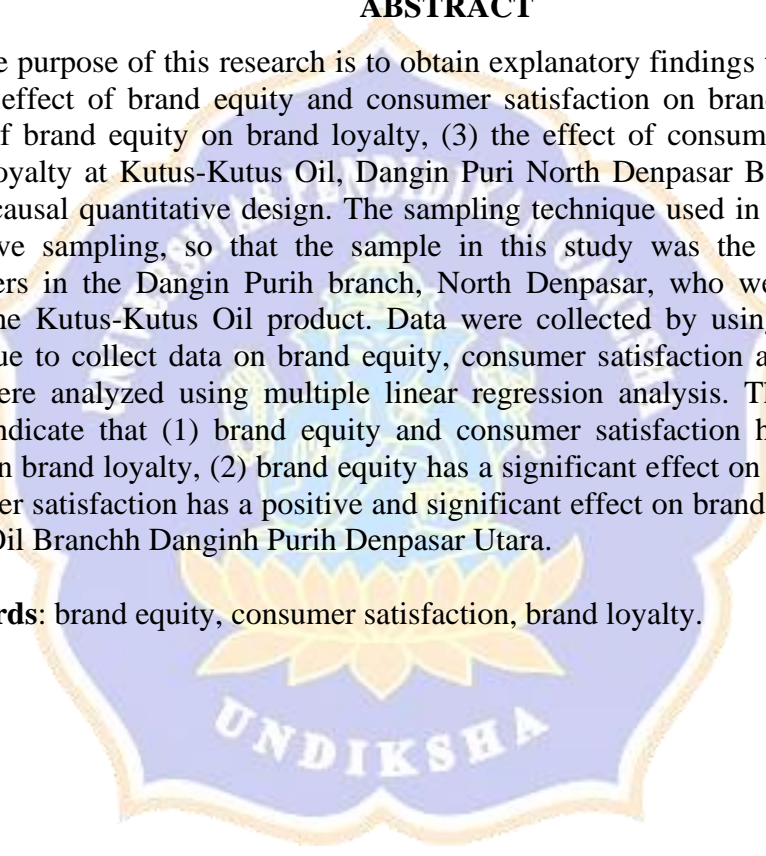 ABSTRACT
e purpose of this research is to obtain explanatory findings
effect of brand equity and consumer satisfaction on bran
f brand equity on brand loyalty, (3) the effect of consum
oyalty at Kutus-Kutus Oil, Dangin Puri North Denpasar B
causal quantitative design. The sampling technique used in
ve sampling, so that the sample in this study was the
ers in the Dangin Purih branch, North Denpasar, who we
he Kutus-Kutus Oil product. Data were collected by using
ue to collect data on brand equity, consumer satisfaction a
ere analyzed using multiple linear regression analysis. Th
ndicate that (1) brand equity and consumer satisfaction h
n brand loyalty, (2) brand equity has a significant effect on
er satisfaction has a positive and significant effect on brand
Oil Branchh Danginh Purih Denpasar Utara.
rds: brand equity, consumer satisfaction, brand loyalty.
UNIVERSITAS PENDIDIKAN GANESHA
UNDIKSHA